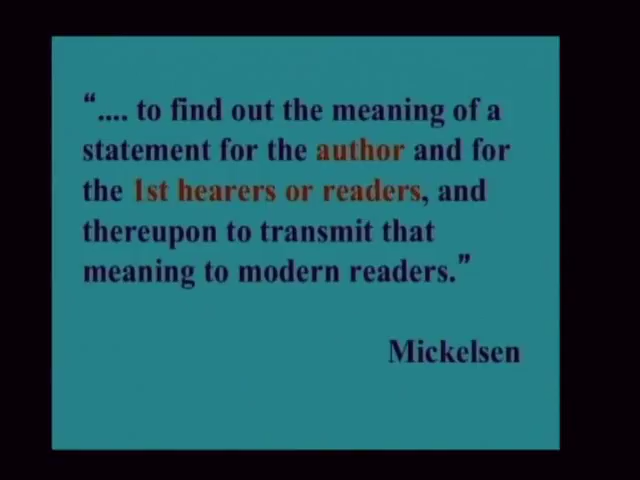 “.... to find out the meaning of a
statement for the author and for
the 1st hearers or readers, and
thereupon to transmit that
meaning to modern readers.”
Mickelsen